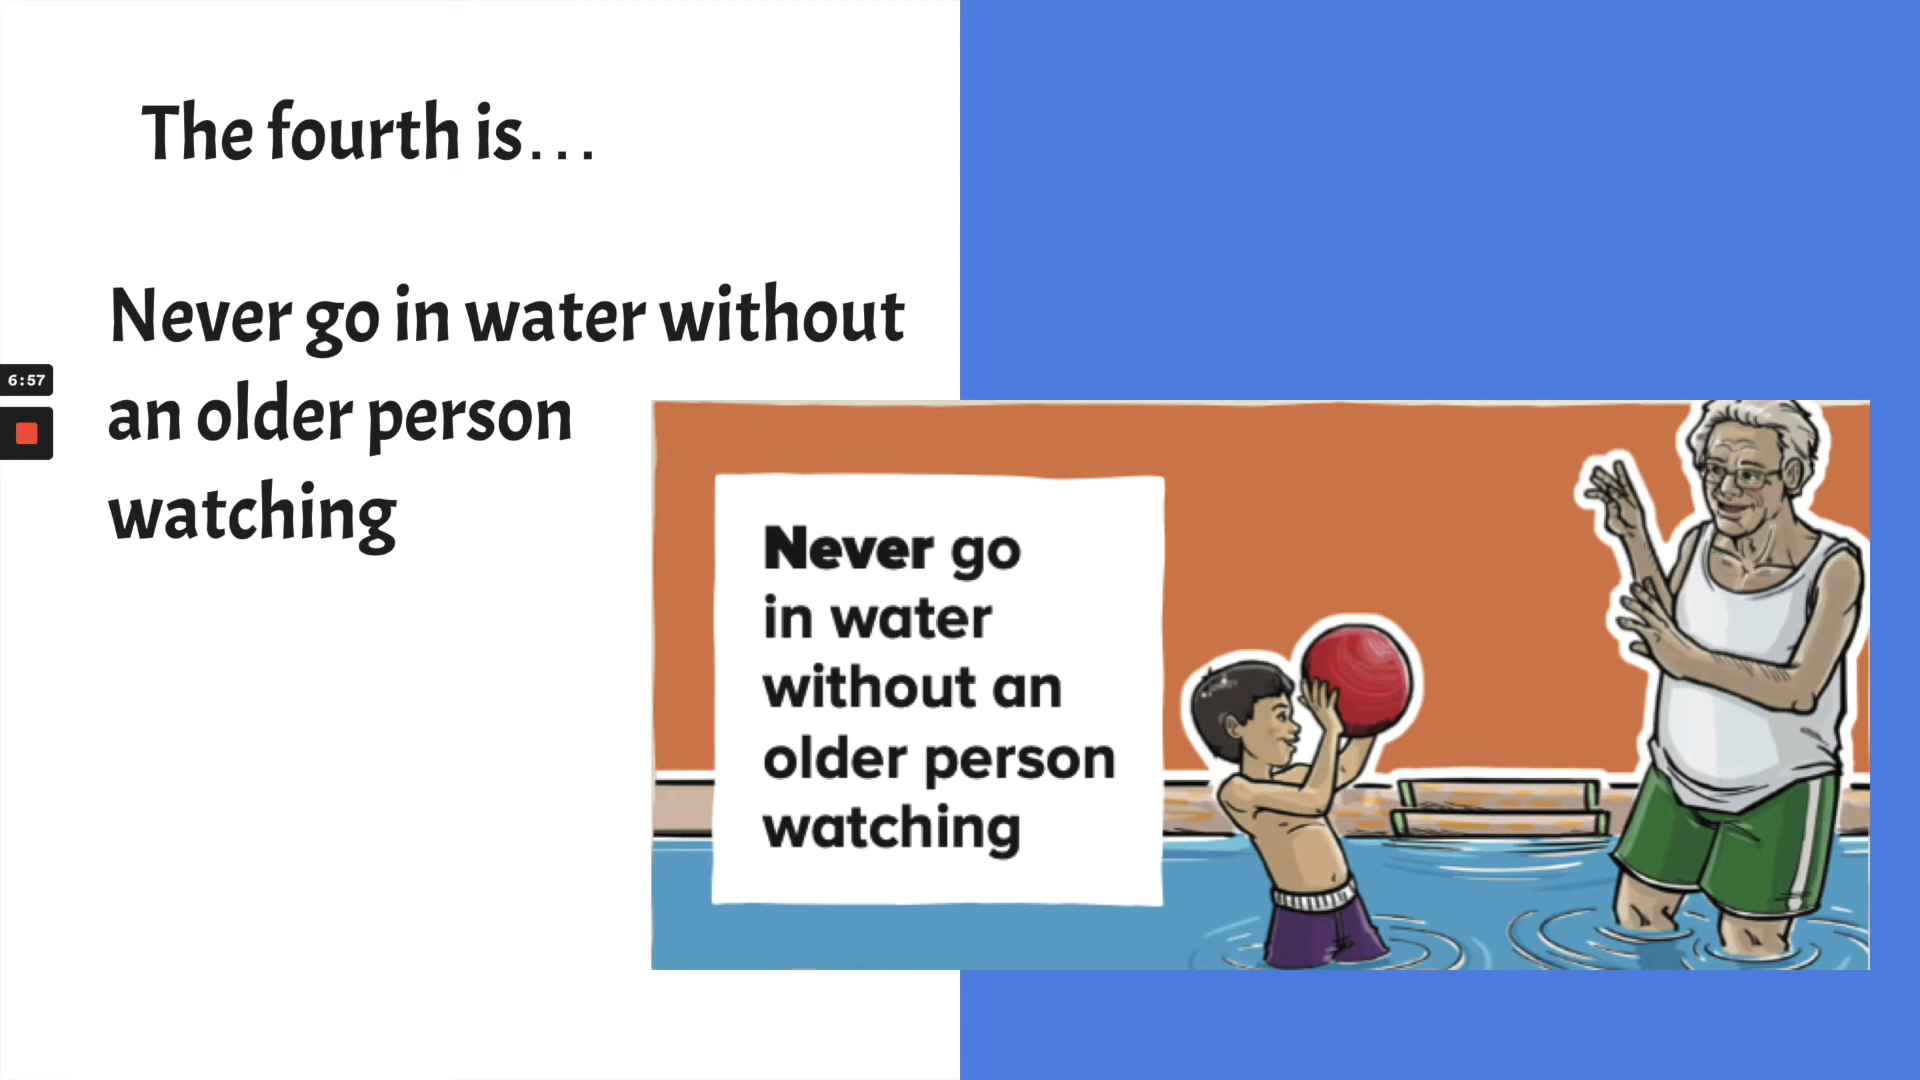 The fourth is...
Never go in water without
an older person
watching
6:57
Never go
in water
without an
older person
watching